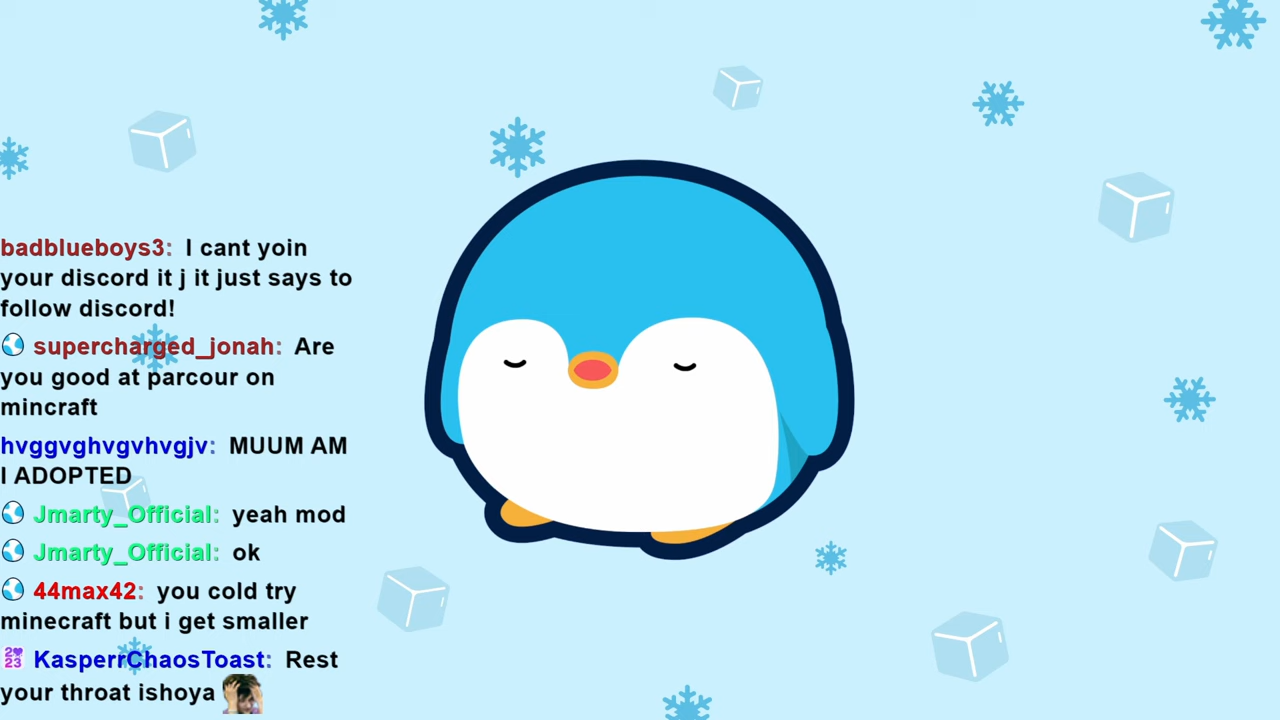 badblueboys3: I cant yoin
your discord it j it just says to
follow discord!
supercharged_jonah: Are
you good at parcour on
mincraft
hvggvghvgvhvgjv: MUUM AM
I ADOPTED
Jmarty_Official: yeah mod
Jmarty_Official: ok
44max42: you cold try
minecraft but i get smaller
2023 KasperrChaosToast: Rest
your throat ishoya